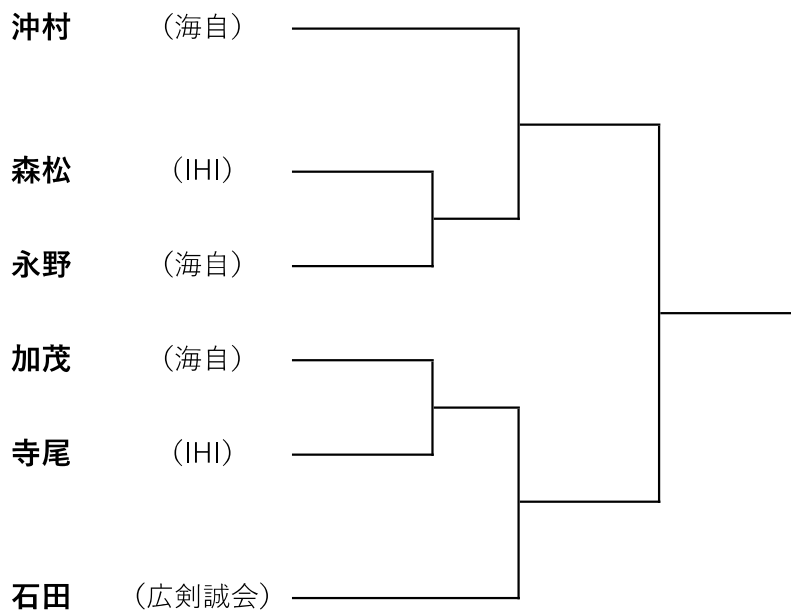 沖村 （海自）
森松 （IHI）
永野 （海自）
加茂 （海自）
寺尾 （IHI）
石田 （広剣誠会）